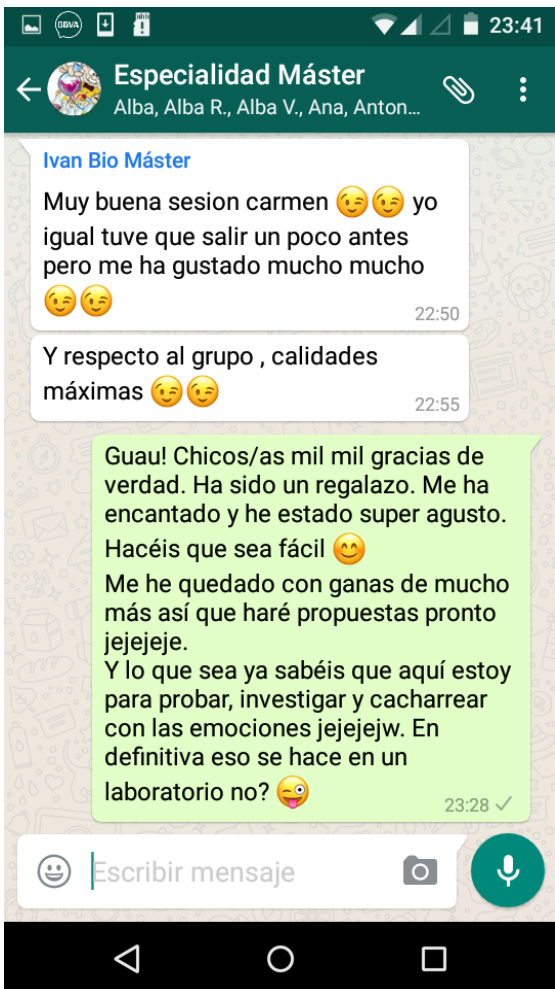 BBVA
23:41
Especialidad Máster
Alba, Alba R., Alba V., Ana, Anton...
Ivan Bio Máster
Muy buena sesion carmen 😉😉 yo
igual tuve que salir un poco antes
pero me ha gustado mucho mucho
😉😉
22:50
Y respecto al grupo , calidades
máximas 😉😉
22:55
Guau! Chicos/as mil mil gracias de
verdad. Ha sido un regalazo. Me ha
encantado y he estado super agusto.
Hacéis que sea fácil 😊
Me he quedado con ganas de mucho
más así que haré propuestas pronto
jejejeje.
Y lo que sea ya sabéis que aquí estoy
para probar, investigar y cacharrear
con las emociones jejejejw. En
definitiva eso se hace en un
laboratorio no? 😜
23:28
Escribir mensaje